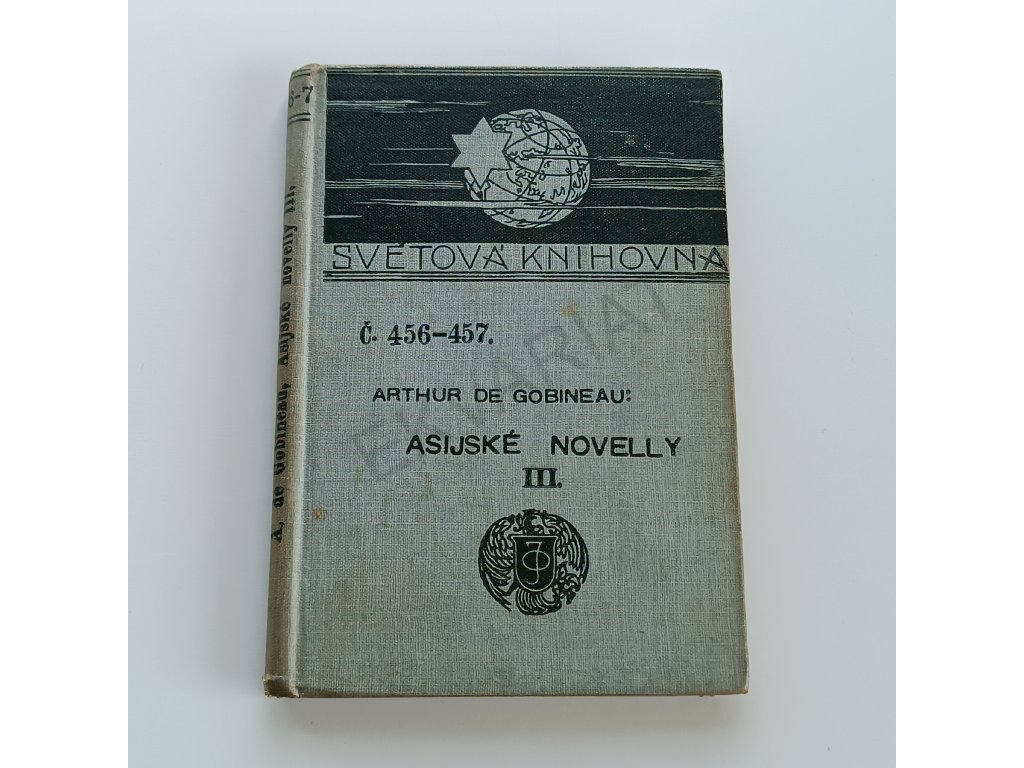 SVĚTOVÁ KNIHOVNA
Č. 456-457.
ARTHUR DE GOBINEAU:
ASIJSKÉ NOVELLY
III.
A. de Gobineau, Asijské novelly III.